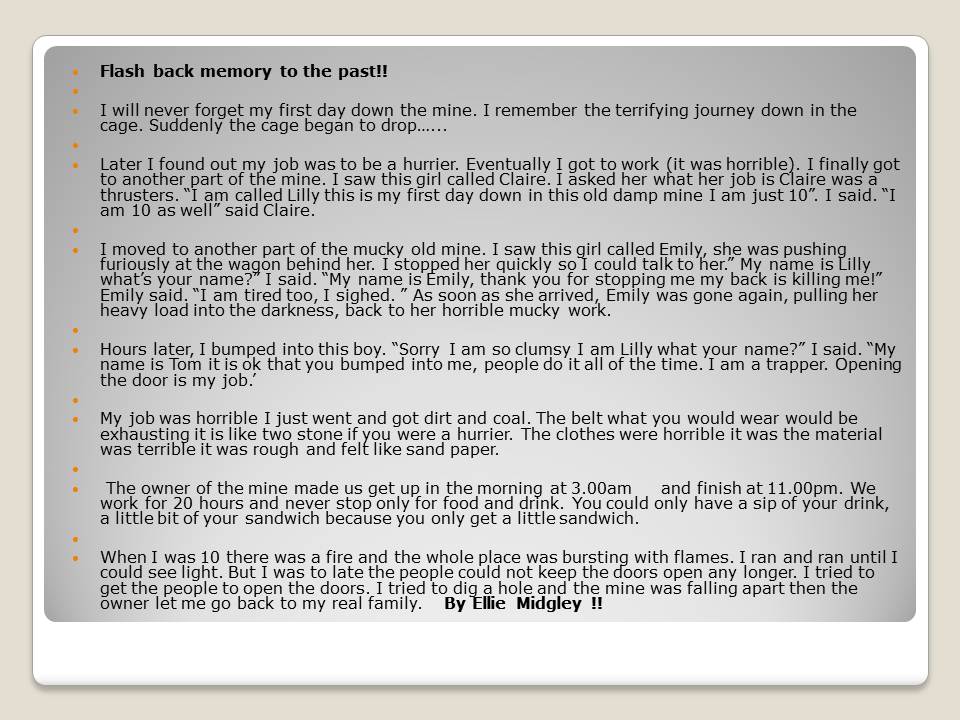 Flash back memory to the past!!
I will never forget my first day down the mine. I remember the terrifying journey down in the
cage. Suddenly the cage began to drop…...
Later I found out my job was to be a hurrier. Eventually I got to work (it was horrible). I finally got
to another part of the mine. I saw this girl called Claire. I asked her what her job is Claire was a
thrusters. “I am called Lilly this is my first day down in this old damp mine I am just 10”. I said. “I
am 10 as well” said Claire.
I moved to another part of the mucky old mine. I saw this girl called Emily, she was pushing
furiously at the wagon behind her. I stopped her quickly so I could talk to her.” My name is Lilly
what’s your name?” I said. “My name is Emily, thank you for stopping me my back is killing me!”
Emily said. “I am tired too, I sighed. ” As soon as she arrived, Emily was gone again, pulling her
heavy load into the darkness, back to her horrible mucky work.
Hours later, I bumped into this boy. “Sorry I am so clumsy I am Lilly what your name?” I said. “My
name is Tom it is ok that you bumped into me, people do it all of the time. I am a trapper. Opening
the door is my job.’
My job was horrible I just went and got dirt and coal. The belt what you would wear would be
exhausting it is like two stone if you were a hurrier. The clothes were horrible it was the material
was terrible it was rough and felt like sand paper.
The owner of the mine made us get up in the morning at 3.00am and finish at 11.00pm. We
work for 20 hours and never stop only for food and drink. You could only have a sip of your drink,
a little bit of your sandwich because you only get a little sandwich.
When I was 10 there was a fire and the whole place was bursting with flames. I ran and ran until I
could see light. But I was to late the people could not keep the doors open any longer. I tried to
get the people to open the doors. I tried to dig a hole and the mine was falling apart then the
owner let me go back to my real family. By Ellie Midgley !!